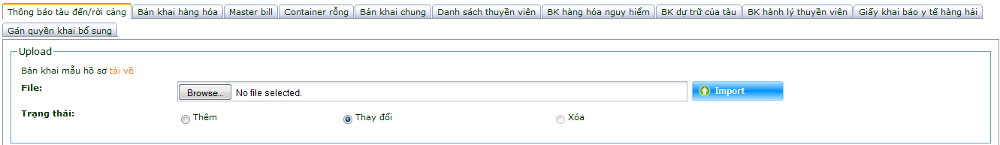 Thông báo tàu đến/rời cảng Bản khai hàng hóa Master bill Container rỗng Bản khai chung Danh sách thuyền viên BK hàng hóa nguy hiểm BK dự trữ của tàu BK hành lý thuyền viên Giấy khai báo y tế hàng hải
Gán quyền khai bổ sung
Upload
Bản khai mẫu hồ sơ tải về
File: Browse... No file selected. Import
Trạng thái: Thêm Thay đổi Xóa